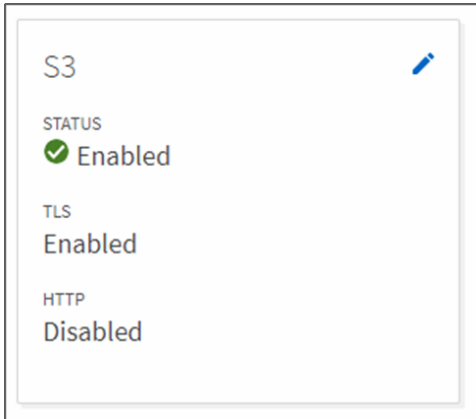 S3
STATUS
Enabled
TLS
Enabled
HTTP
Disabled